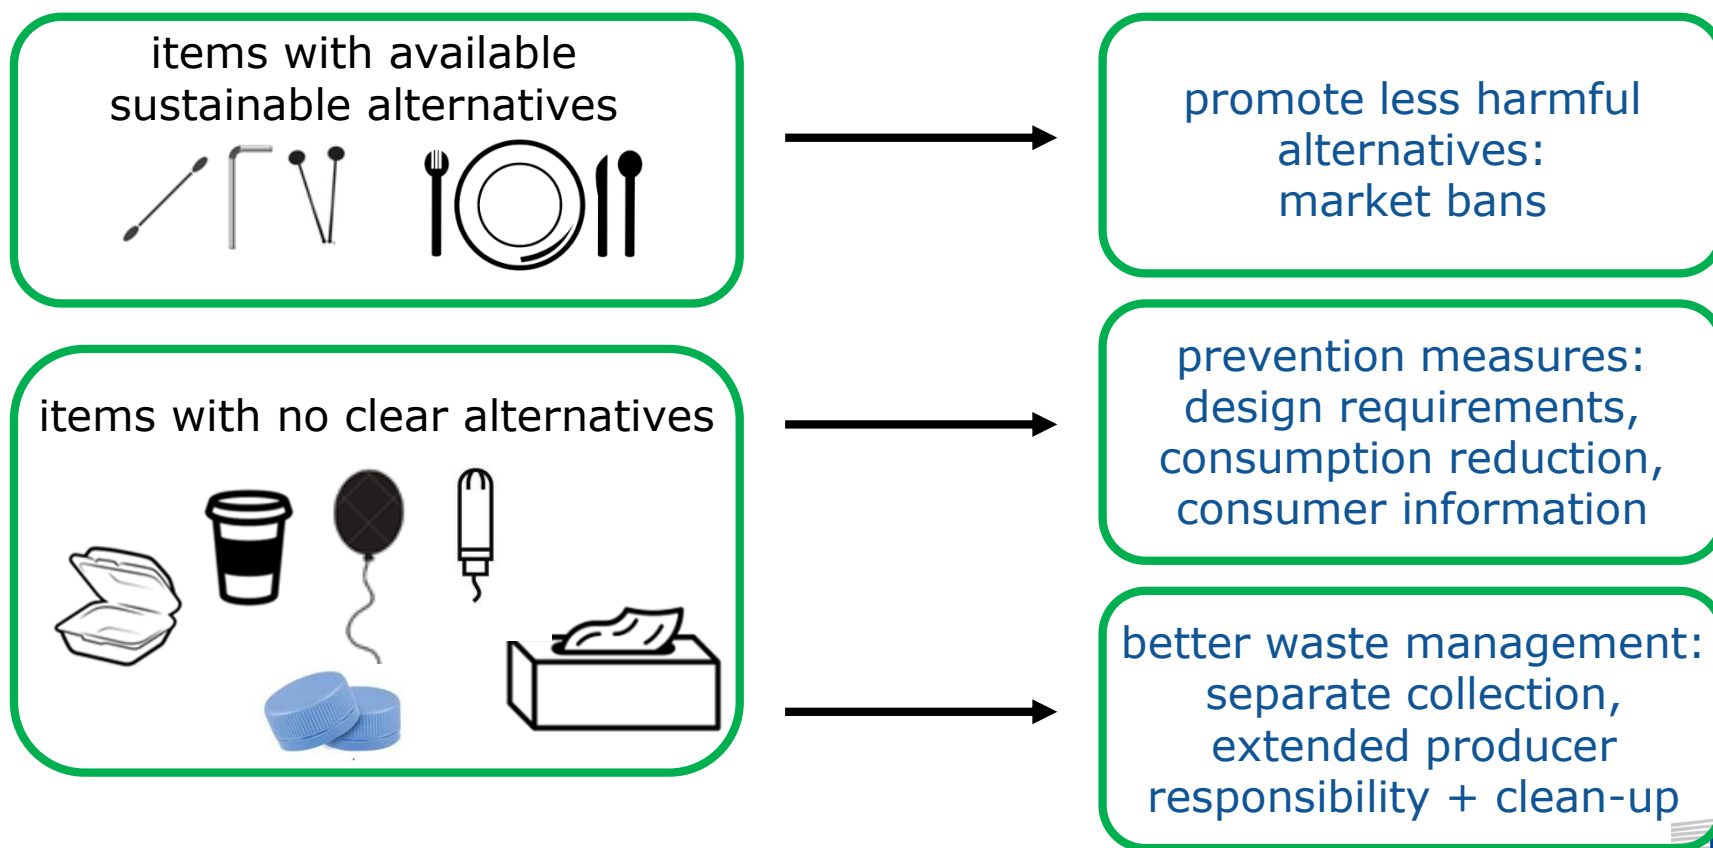 items with available
sustainable alternatives
promote less harmful
alternatives:
market bans
items with no clear alternatives
prevention measures:
design requirements,
consumption reduction,
consumer information
better waste management:
separate collection,
extended producer
responsibility + clean-up